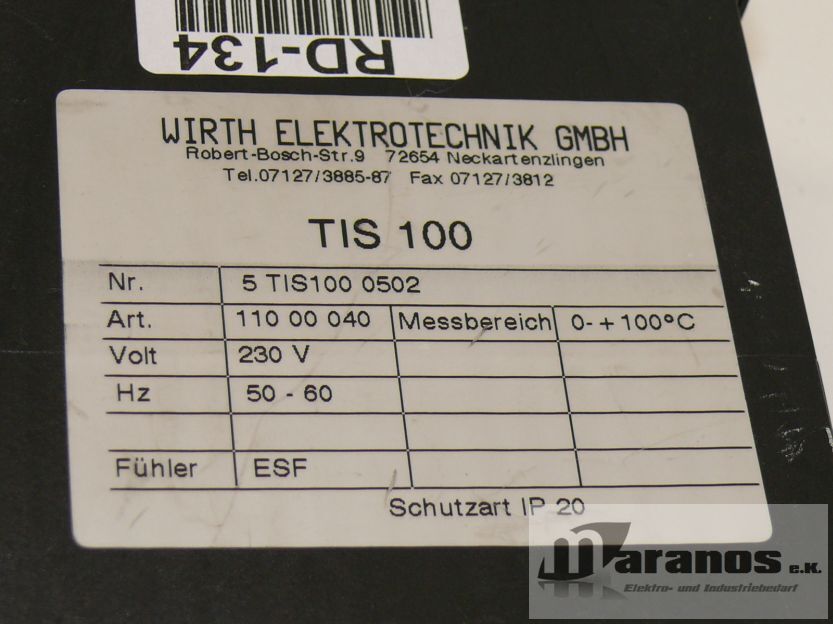 RD-134
WIRTH ELEKTROTECHNIK GMBH
Robert-Bosch-Str.9 72654 Neckartenzlingen
Tel.07127/3885-87 Fax 07127/3812
TIS 100
Nr. 5 TIS100 0502
Art. 110 00 040 Messbereich 0-+100°C
Volt 230 V
Hz 50 - 60
Fühler ESF
Schutzart IP 20
Maranos e.K.
Elektro- und Industriebedarf